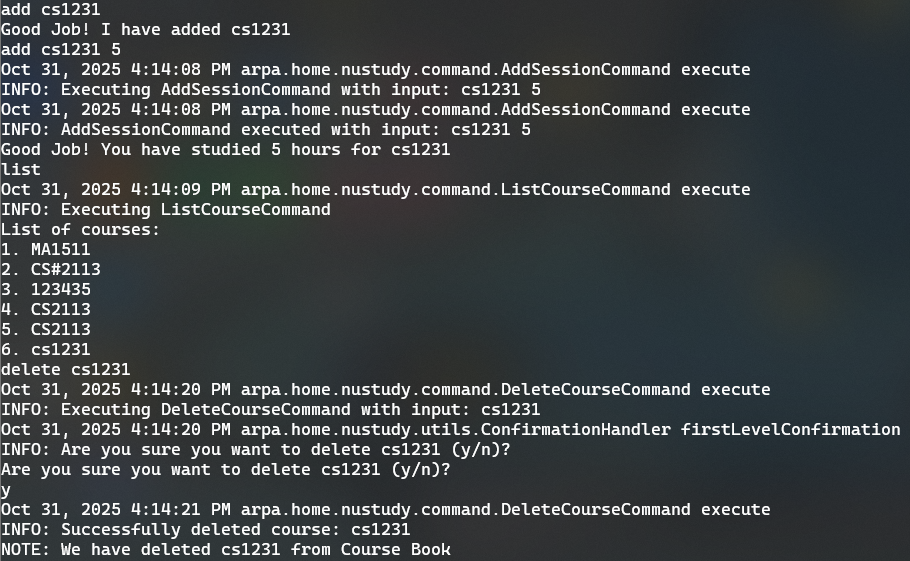 add cs1231
Good Job! I have added cs1231
add cs1231 5
Oct 31, 2025 4:14:08 PM arpa.home.nustudy.command.AddSessionCommand execute
INFO: Executing AddSessionCommand with input: cs1231 5
Oct 31, 2025 4:14:08 PM arpa.home.nustudy.command.AddSessionCommand execute
INFO: AddSessionCommand executed with input: cs1231 5
Good Job! You have studied 5 hours for cs1231
list
Oct 31, 2025 4:14:09 PM arpa.home.nustudy.command.ListCourseCommand execute
INFO: Executing ListCourseCommand
List of courses:
1. MA1511
2. CS#2113
3. 123435
4. CS2113
5. CS2113
6. cs1231
delete cs1231
Oct 31, 2025 4:14:20 PM arpa.home.nustudy.command.DeleteCourseCommand execute
INFO: Executing DeleteCourseCommand with input: cs1231
Oct 31, 2025 4:14:20 PM arpa.home.nustudy.utils.ConfirmationHandler firstLevelConfirmation
INFO: Are you sure you want to delete cs1231 (y/n)?
Are you sure you want to delete cs1231 (y/n)?
y
Oct 31, 2025 4:14:21 PM arpa.home.nustudy.command.DeleteCourseCommand execute
INFO: Successfully deleted course: cs1231
NOTE: We have deleted cs1231 from Course Book